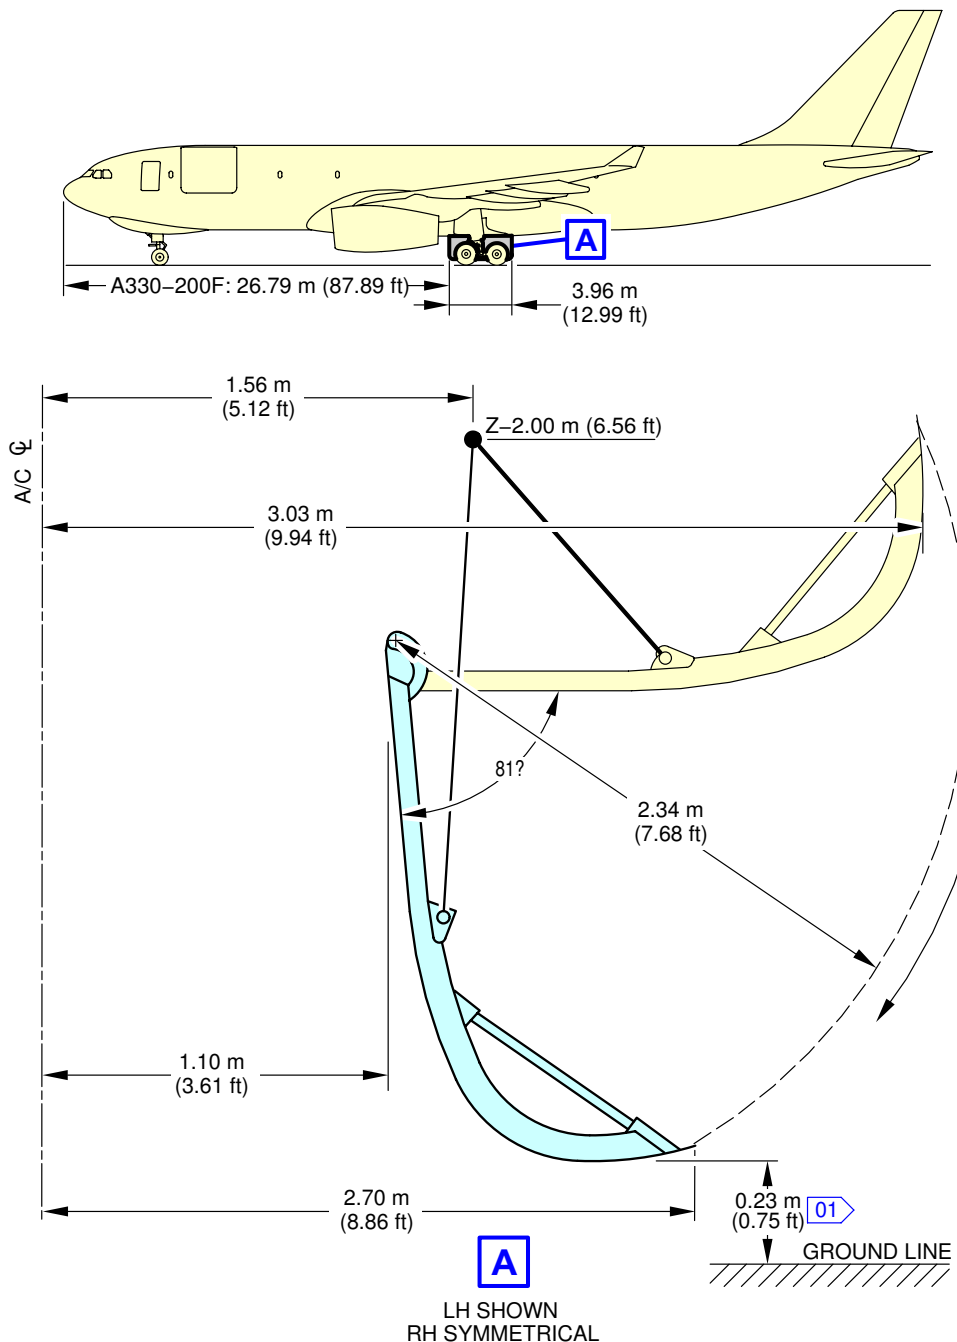 A
A330–200F: 26.79 m (87.89 ft)
3.96 m
(12.99 ft)
1.56 m
(5.12 ft)
Z–2.00 m (6.56 ft)
A/C ℄
3.03 m
(9.94 ft)
81?
2.34 m
(7.68 ft)
1.10 m
(3.61 ft)
2.70 m
(8.86 ft)
0.23 m
(0.75 ft)
01
GROUND LINE
A
LH SHOWN
RH SYMMETRICAL